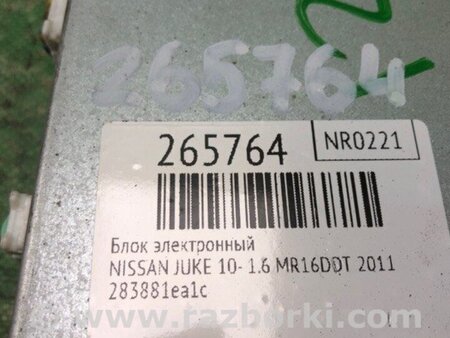 265764
265764
NR0221
Блок электронный
NISSAN JUKE 10- 1.6 MR16DDT 2011
283881ea1c
www.razborki.com